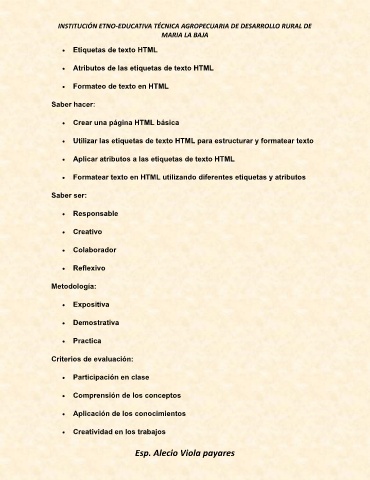 INSTITUCIÓN ETNO-EDUCATIVA TÉCNICA AGROPECUARIA DE DESARROLLO RURAL DE
MARIA LA BAJA
• Etiquetas de texto HTML
• Atributos de las etiquetas de texto HTML
• Formateo de texto en HTML
Saber hacer:
• Crear una página HTML básica
• Utilizar las etiquetas de texto HTML para estructurar y formatear texto
• Aplicar atributos a las etiquetas de texto HTML
• Formatear texto en HTML utilizando diferentes etiquetas y atributos
Saber ser:
• Responsable
• Creativo
• Colaborador
• Reflexivo
Metodología:
• Expositiva
• Demostrativa
• Practica
Criterios de evaluación:
• Participación en clase
• Comprensión de los conceptos
• Aplicación de los conocimientos
• Creatividad en los trabajos
Esp. Alecio Viola payares